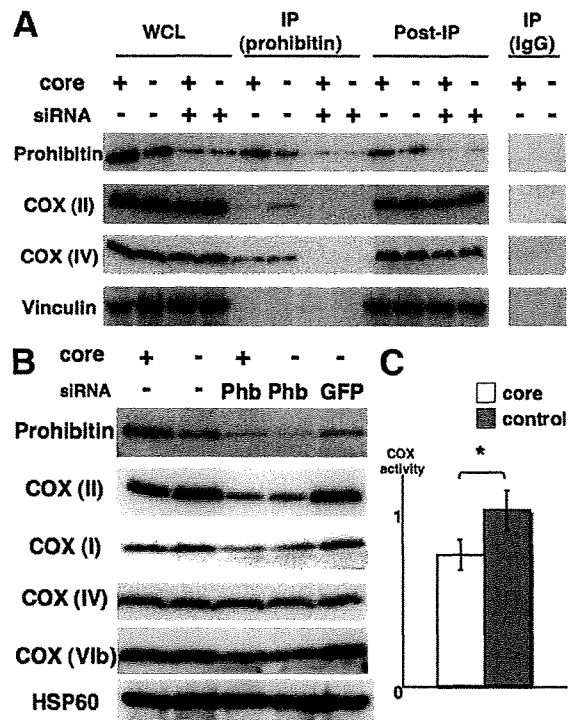 A
WCL
IP (prohibitin)
Post-IP
IP (IgG)
core + - + - + - + - + - + - + -
siRNA - - + + - - + + - - + + - -
Prohibitin
COX (II)
COX (IV)
Vinculin
B
core + - + - -
siRNA - - Phb Phb GFP
Prohibitin
COX (II)
COX (I)
COX (IV)
COX (VIb)
HSP60
C
core
control
COX activity
*
1
0